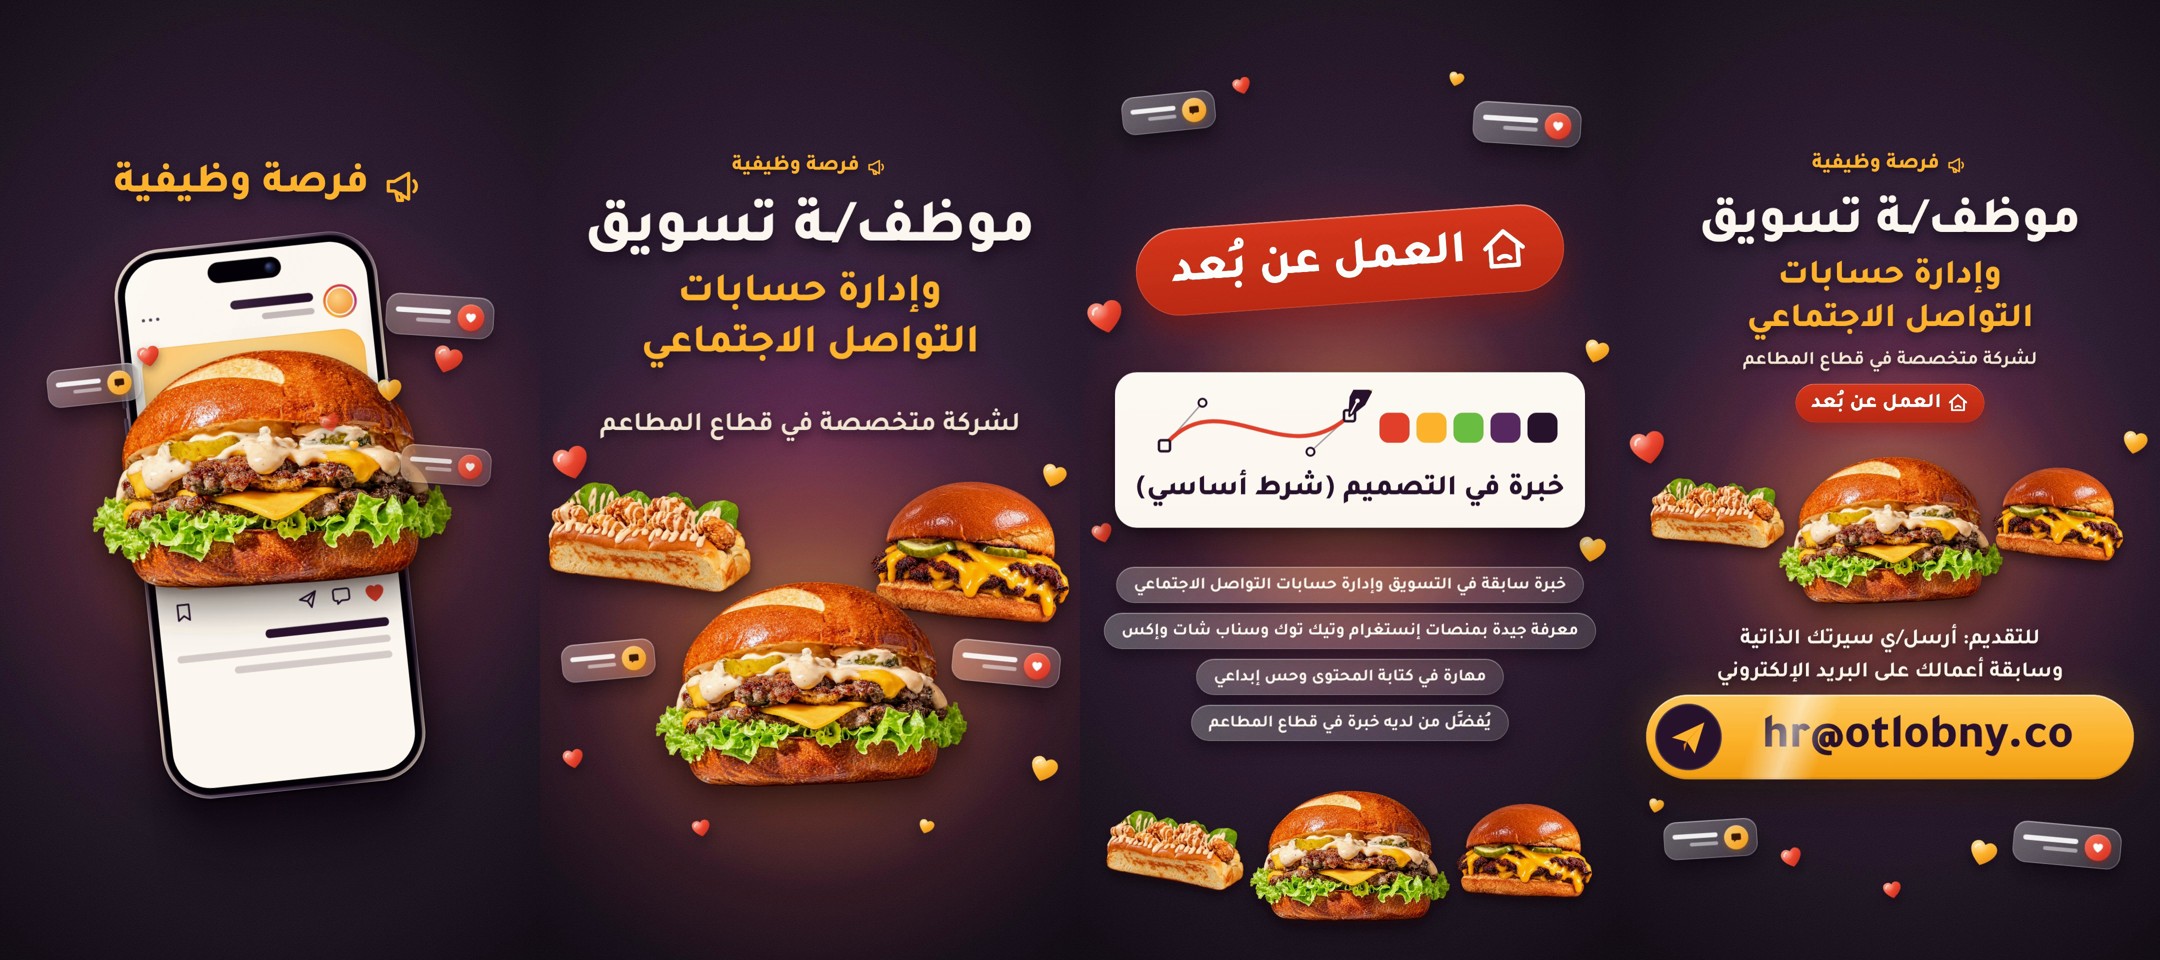 فرصة وظيفية
فرصة وظيفية
موظف/ة تسويق
وإدارة حسابات
التواصل الاجتماعي
لشركة متخصصة في قطاع المطاعم
العمل عن بُعد
خبرة في التصميم (شرط أساسي)
خبرة سابقة في التسويق وإدارة حسابات التواصل الاجتماعي
معرفة جيدة بمنصات إنستغرام وتيك توك وسناب شات وإكس
مهارة في كتابة المحتوى وحس إبداعي
يُفضَّل من لديه خبرة في قطاع المطاعم
فرصة وظيفية
موظف/ة تسويق
وإدارة حسابات
التواصل الاجتماعي
لشركة متخصصة في قطاع المطاعم
العمل عن بُعد
للتقديم: أرسل/ي سيرتك الذاتية
وسابقة أعمالك على البريد الإلكتروني
hr@otlobny.co